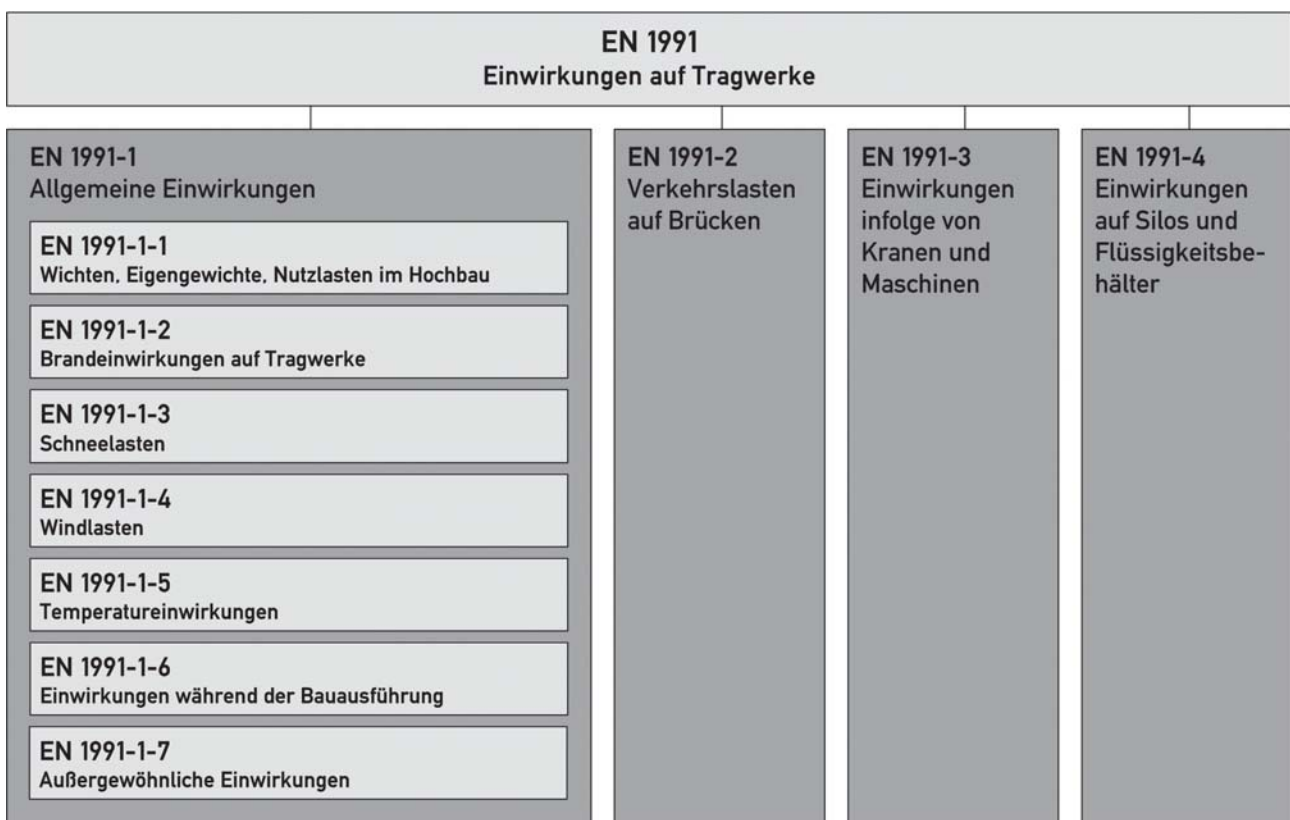 EN 1991
Einwirkungen auf Tragwerke
EN 1991-1
Allgemeine Einwirkungen
EN 1991-1-1
Wichten, Eigengewichte, Nutzlasten im Hochbau
EN 1991-1-2
Brandeinwirkungen auf Tragwerke
EN 1991-1-3
Schneelasten
EN 1991-1-4
Windlasten
EN 1991-1-5
Temperatureinwirkungen
EN 1991-1-6
Einwirkungen während der Bauausführung
EN 1991-1-7
Außergewöhnliche Einwirkungen
EN 1991-2
Verkehrslasten
auf Brücken
EN 1991-3
Einwirkungen
infolge von
Kranen und
Maschinen
EN 1991-4
Einwirkungen
auf Silos und
Flüssigkeitsbe-
hälter